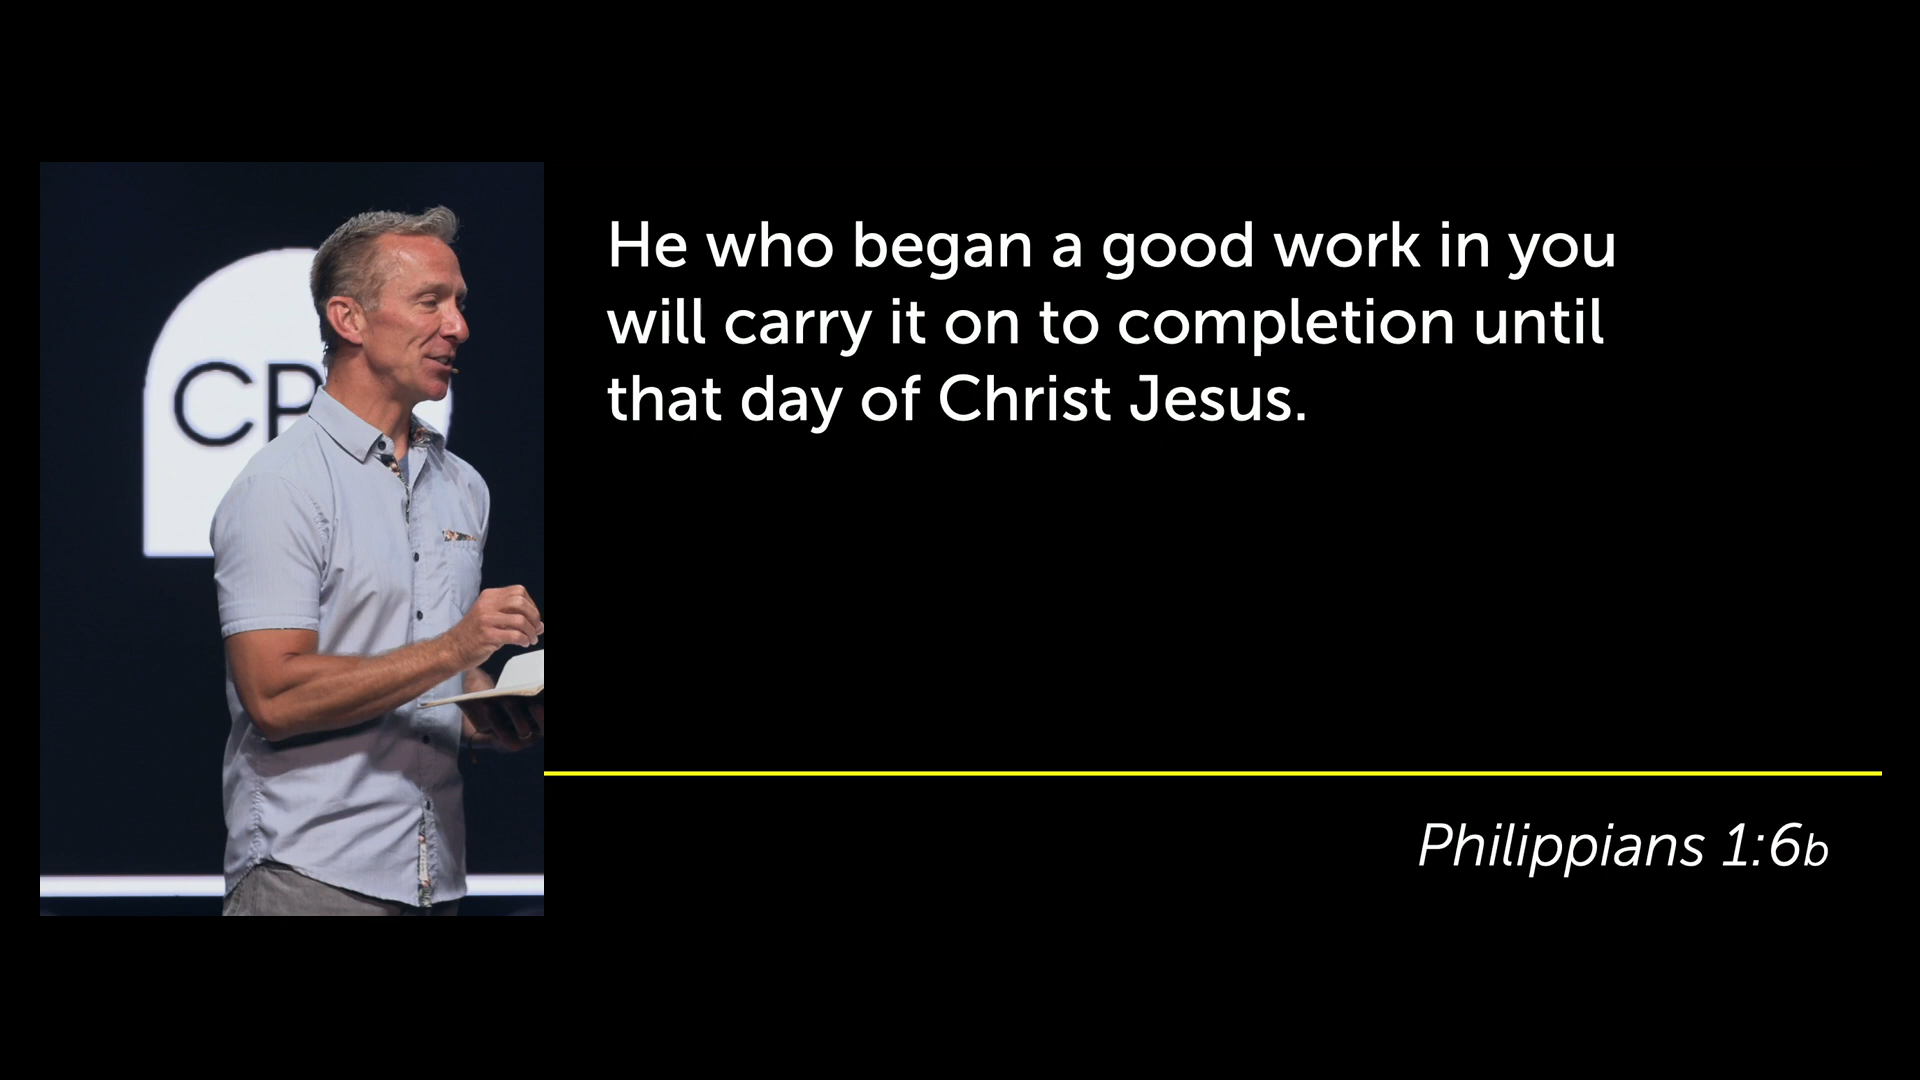 He who began a good work in you
will carry it on to completion until
that day of Christ Jesus.
Philippians 1:6b